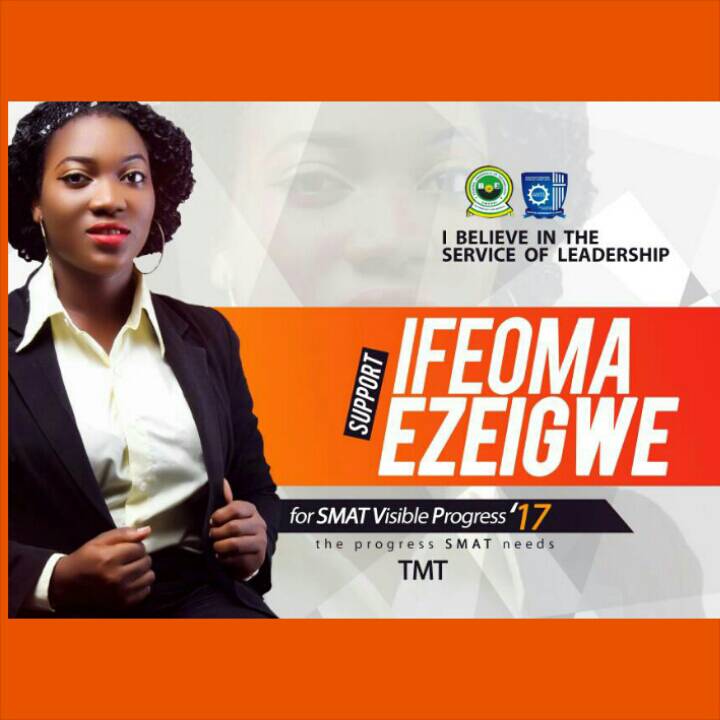 I BELIEVE IN THE
SERVICE OF LEADERSHIP
SUPPORT
IFEOMA
EZEIGWE
for SMAT Visible Progress '17
the progress SMAT needs
TMT